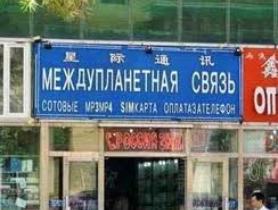 星际通讯
МЕЖДУПЛАНЕТНАЯ СВЯЗЬ
СОТОВЫЕ MP3MP4 SIMКАРТА ОПЛАТАЗАТЕЛЕФОН
ОП